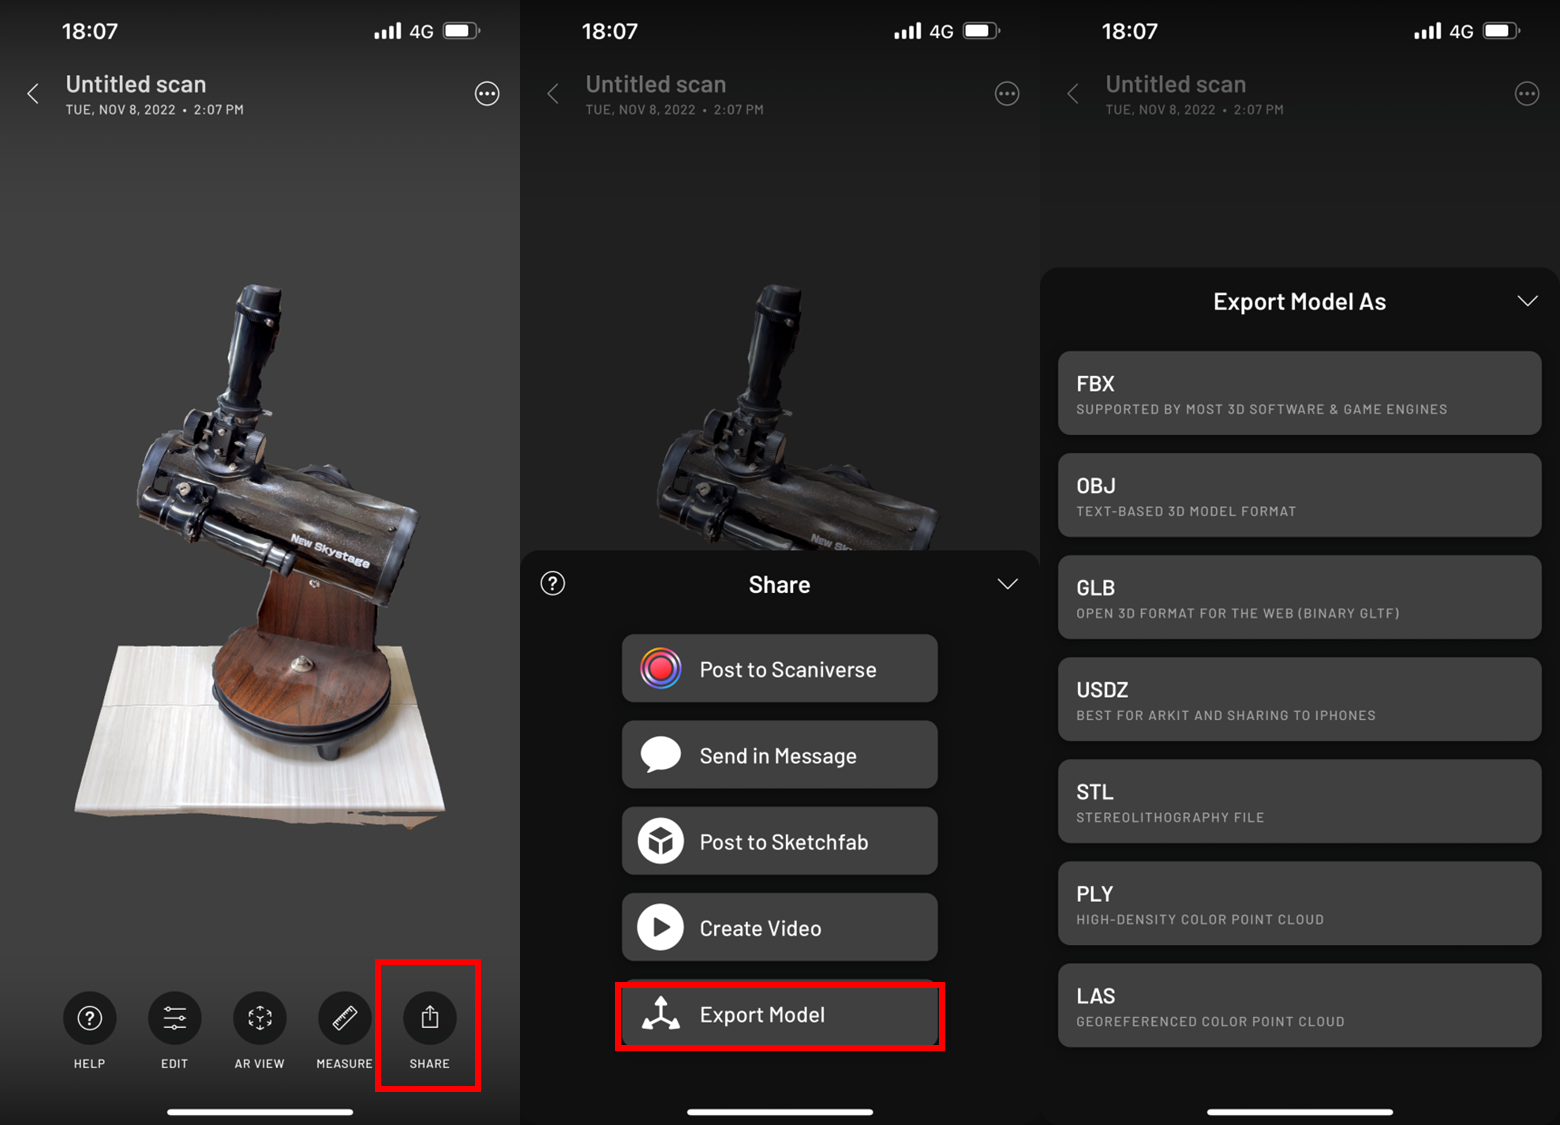 18:07
4G
Untitled scan
TUE, NOV 8, 2022 • 2:07 PM
New Skystage
HELP
EDIT
AR VIEW
MEASURE
SHARE
18:07
4G
Untitled scan
TUE, NOV 8, 2022 • 2:07 PM
New Sk
Share
Post to Scaniverse
Send in Message
Post to Sketchfab
Create Video
Export Model
18:07
4G
Untitled scan
TUE, NOV 8, 2022 • 2:07 PM
Export Model As
FBX
SUPPORTED BY MOST 3D SOFTWARE & GAME ENGINES
OBJ
TEXT-BASED 3D MODEL FORMAT
GLB
OPEN 3D FORMAT FOR THE WEB (BINARY GLTF)
USDZ
BEST FOR ARKIT AND SHARING TO IPHONES
STL
STEREOLITHOGRAPHY FILE
PLY
HIGH-DENSITY COLOR POINT CLOUD
LAS
GEOREFERENCED COLOR POINT CLOUD